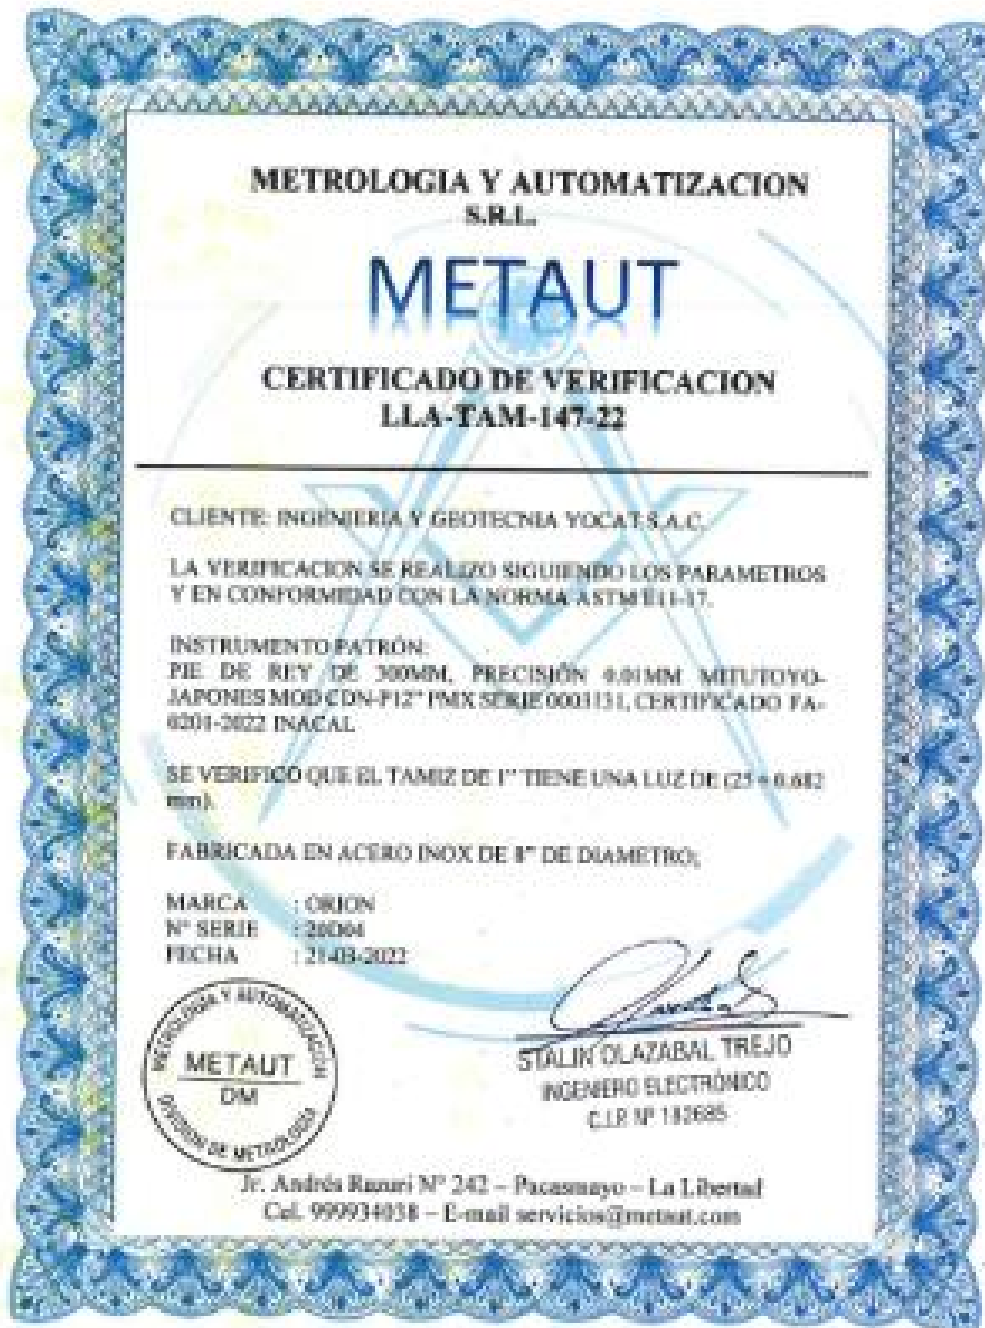 METROLOGIA Y AUTOMATIZACION
S.R.L.
METAUT
CERTIFICADO DE VERIFICACION
LLA-TAM-147-22
CLIENTE: INGENIERIA Y GEOTECNIA YOCAT S.A.C.
LA VERIFICACION SE REALIZO SIGUIENDO LOS PARAMETROS
Y EN CONFORMIDAD CON LA NORMA ASTM E11-17.
INSTRUMENTO PATRÓN:
PIE DE REY DE 300MM, PRECISIÓN 0.01MM MITUTOYO-
JAPONES MOD CDN-P12" PMX SERIE 0003131, CERTIFICADO FA-
0201-2022 INACAL
SE VERIFICO QUE EL TAMIZ DE 1" TIENE UNA LUZ DE (25 0.682
mm).
FABRICADA EN ACERO INOX DE 8" DE DIAMETRO;
MARCA : ORION
N° SERIE : 20D04
FECHA : 21-03-2022
METROLOGÍA Y AUTOMATIZACIÓN
METAUT
DM
DIVISION DE METROLOGIA
STALIN OLAZABAL TREJO
INGENIERO ELECTRÓNICO
C.I.P. N° 182685
Jr. Andrés Razuri N° 242 – Pacasmayo – La Libertad
Cel. 999934038 – E-mail servicios@metaut.com